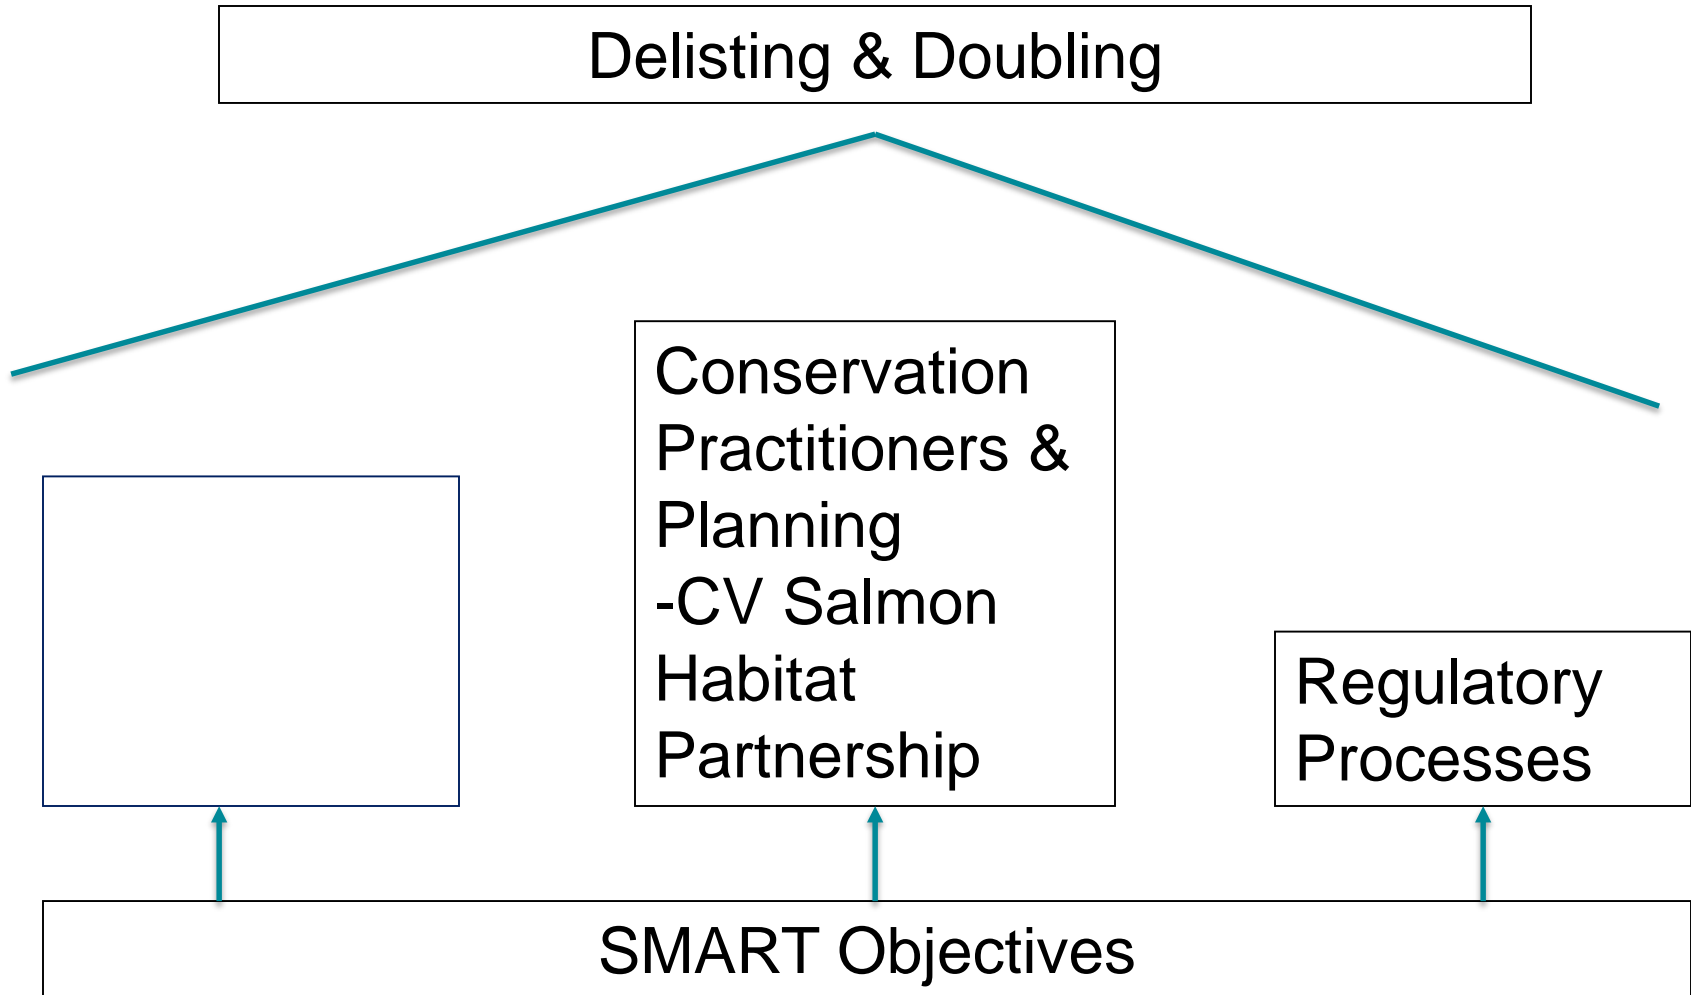 Delisting & Doubling
Conservation
Practitioners &
Planning
-CV Salmon
Habitat
Partnership
Regulatory
Processes
SMART Objectives